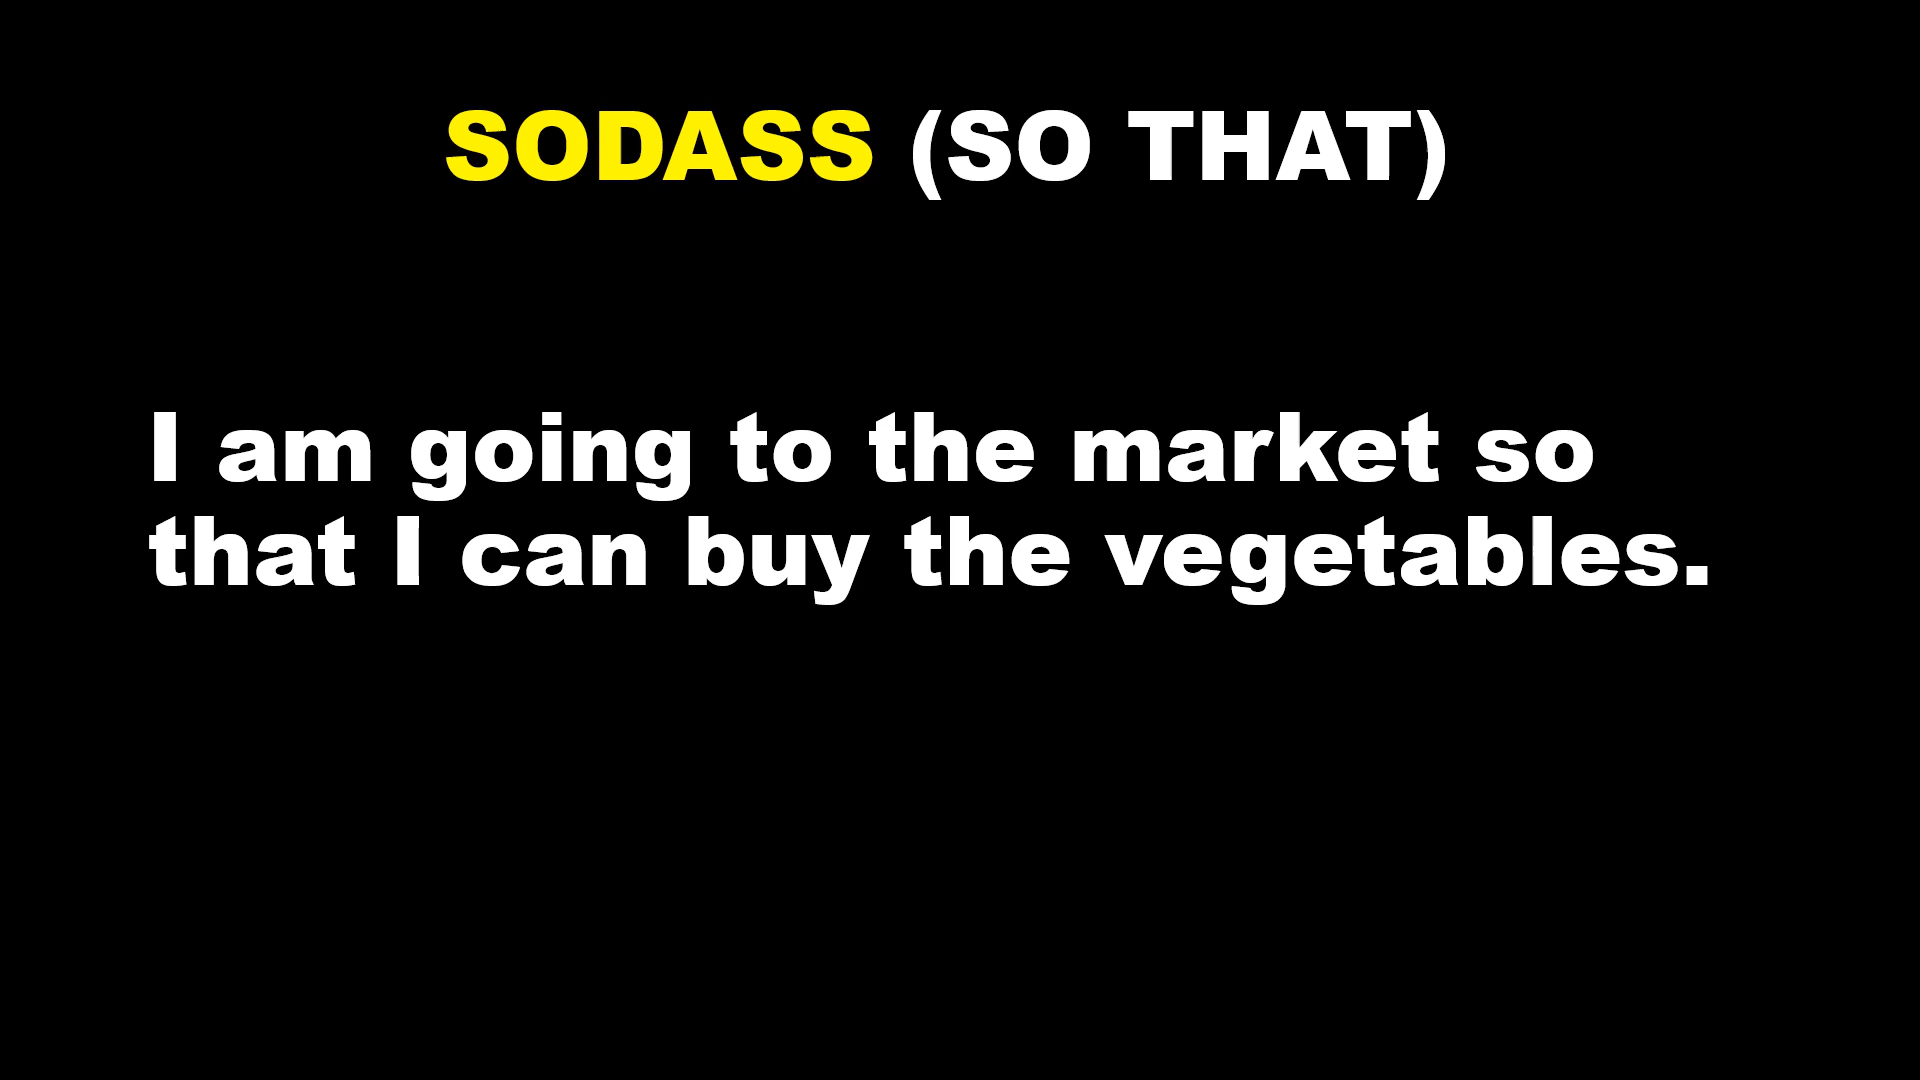 SODASS (SO THAT)
I am going to the market so
that I can buy the vegetables.